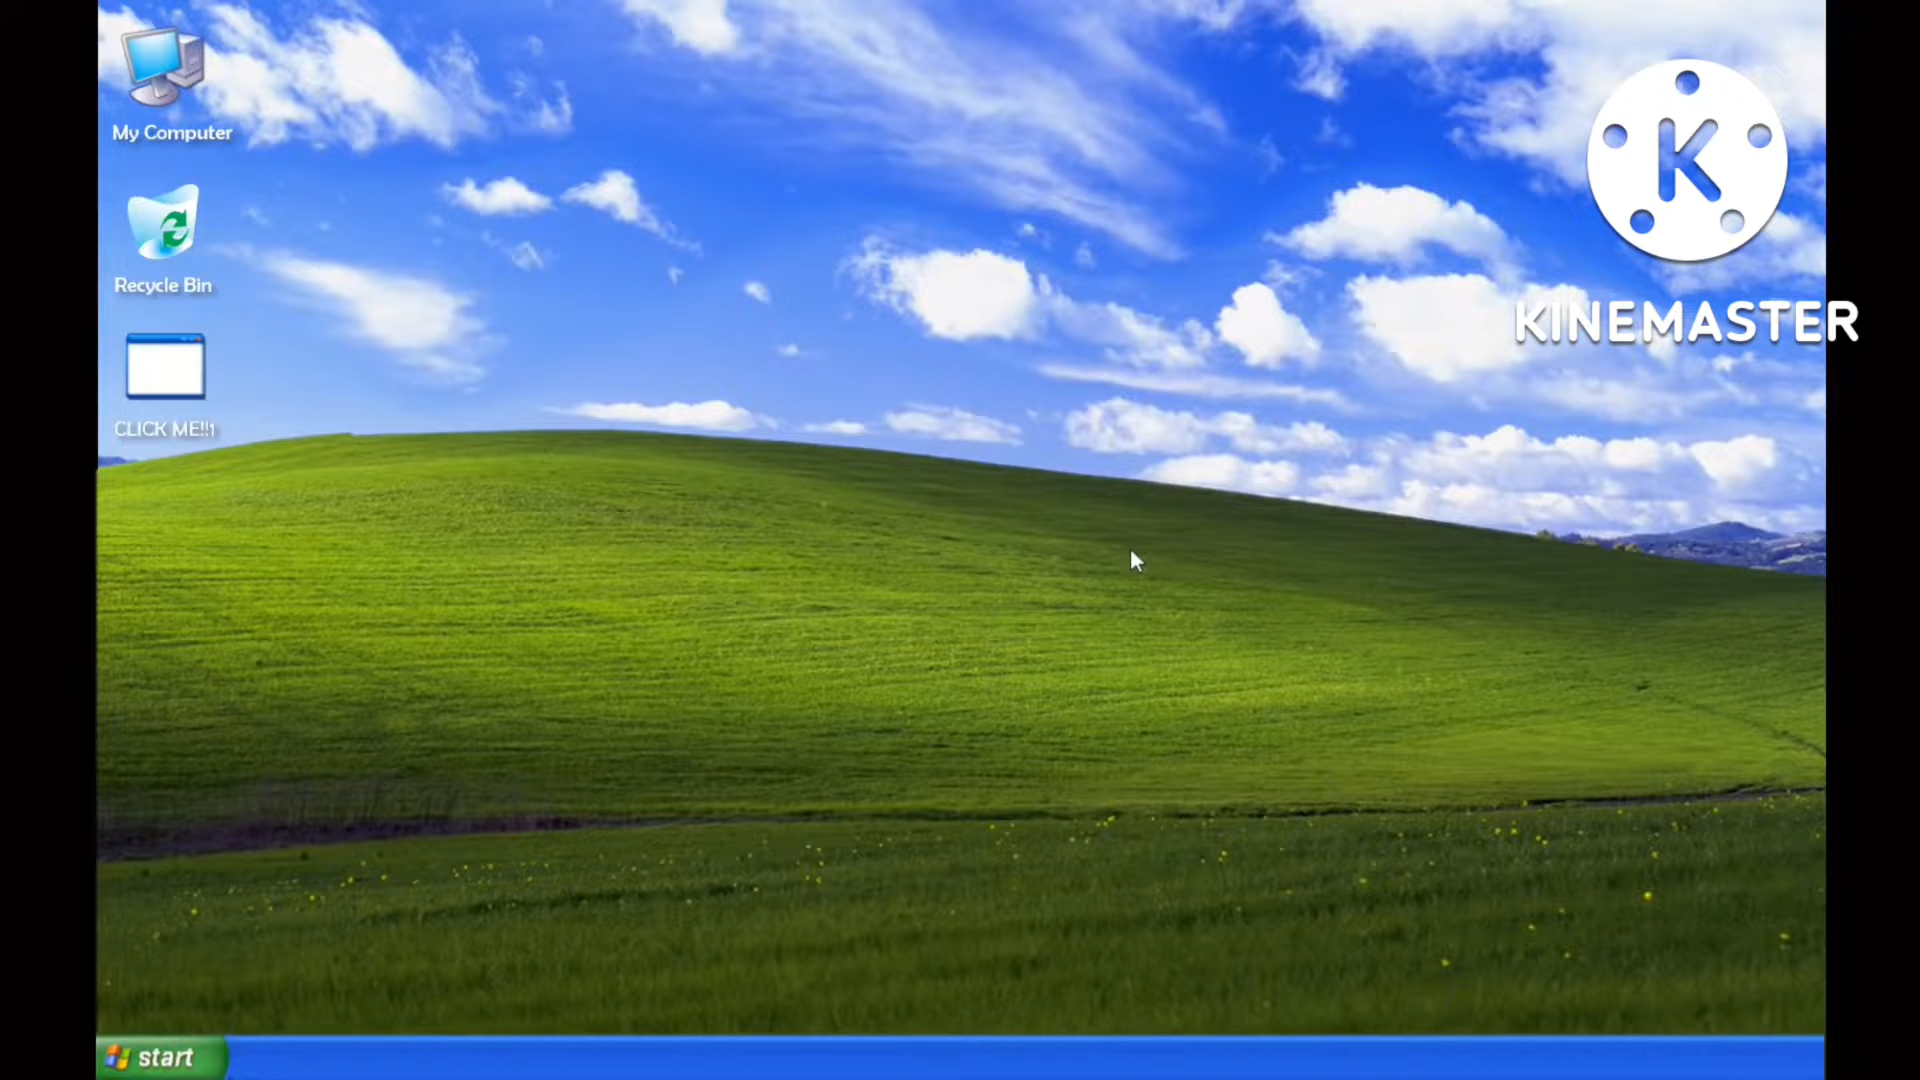 My Computer
Recycle Bin
CLICK ME!!1
K
KINEMASTER
start